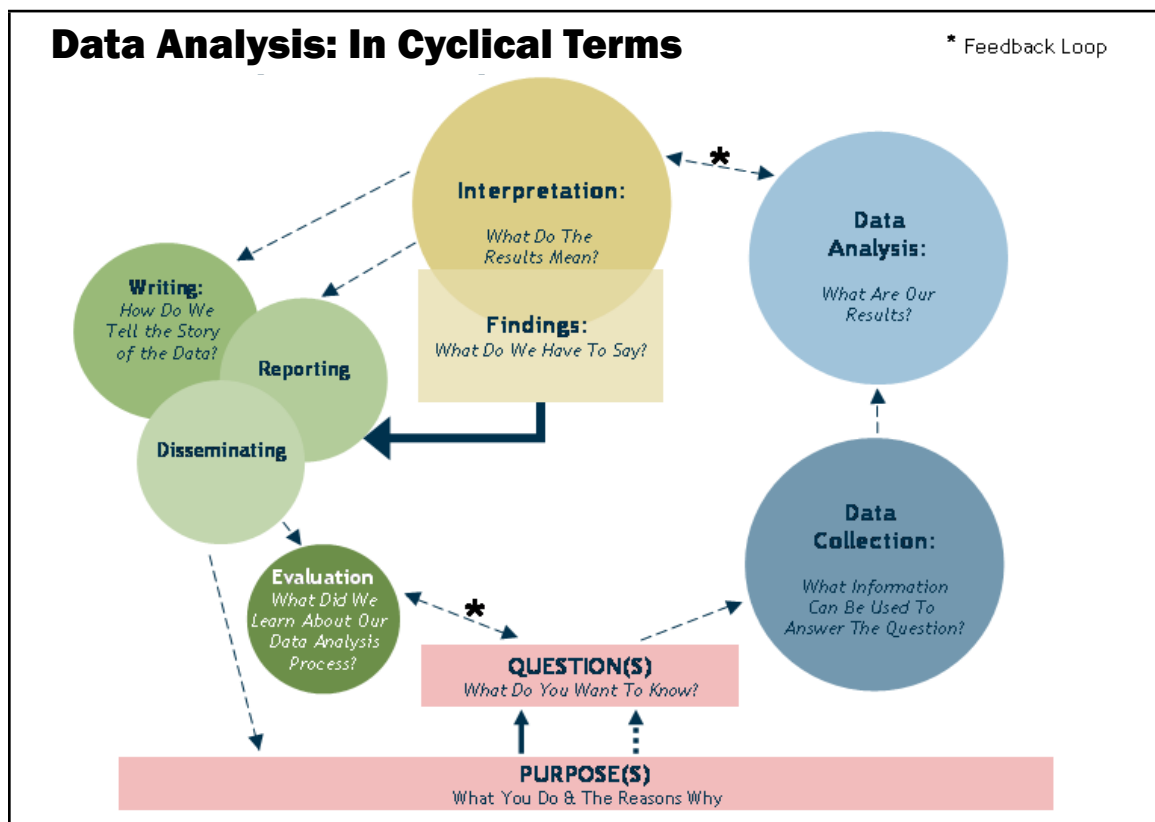 Data Analysis: In Cyclical Terms
* Feedback Loop
*
Interpretation:
What Do The
Results Mean?
Data
Analysis:
What Are Our
Results?
Writing:
How Do We
Tell the Story
of the Data?
Findings:
What Do We Have To Say?
Reporting
Disseminating
Data
Collection:
What Information
Can Be Used To
Answer The Question?
Evaluation
What Did We
Learn About Our
Data Analysis
Process?
*
QUESTION(S)
What Do You Want To Know?
PURPOSE(S)
What You Do & The Reasons Why